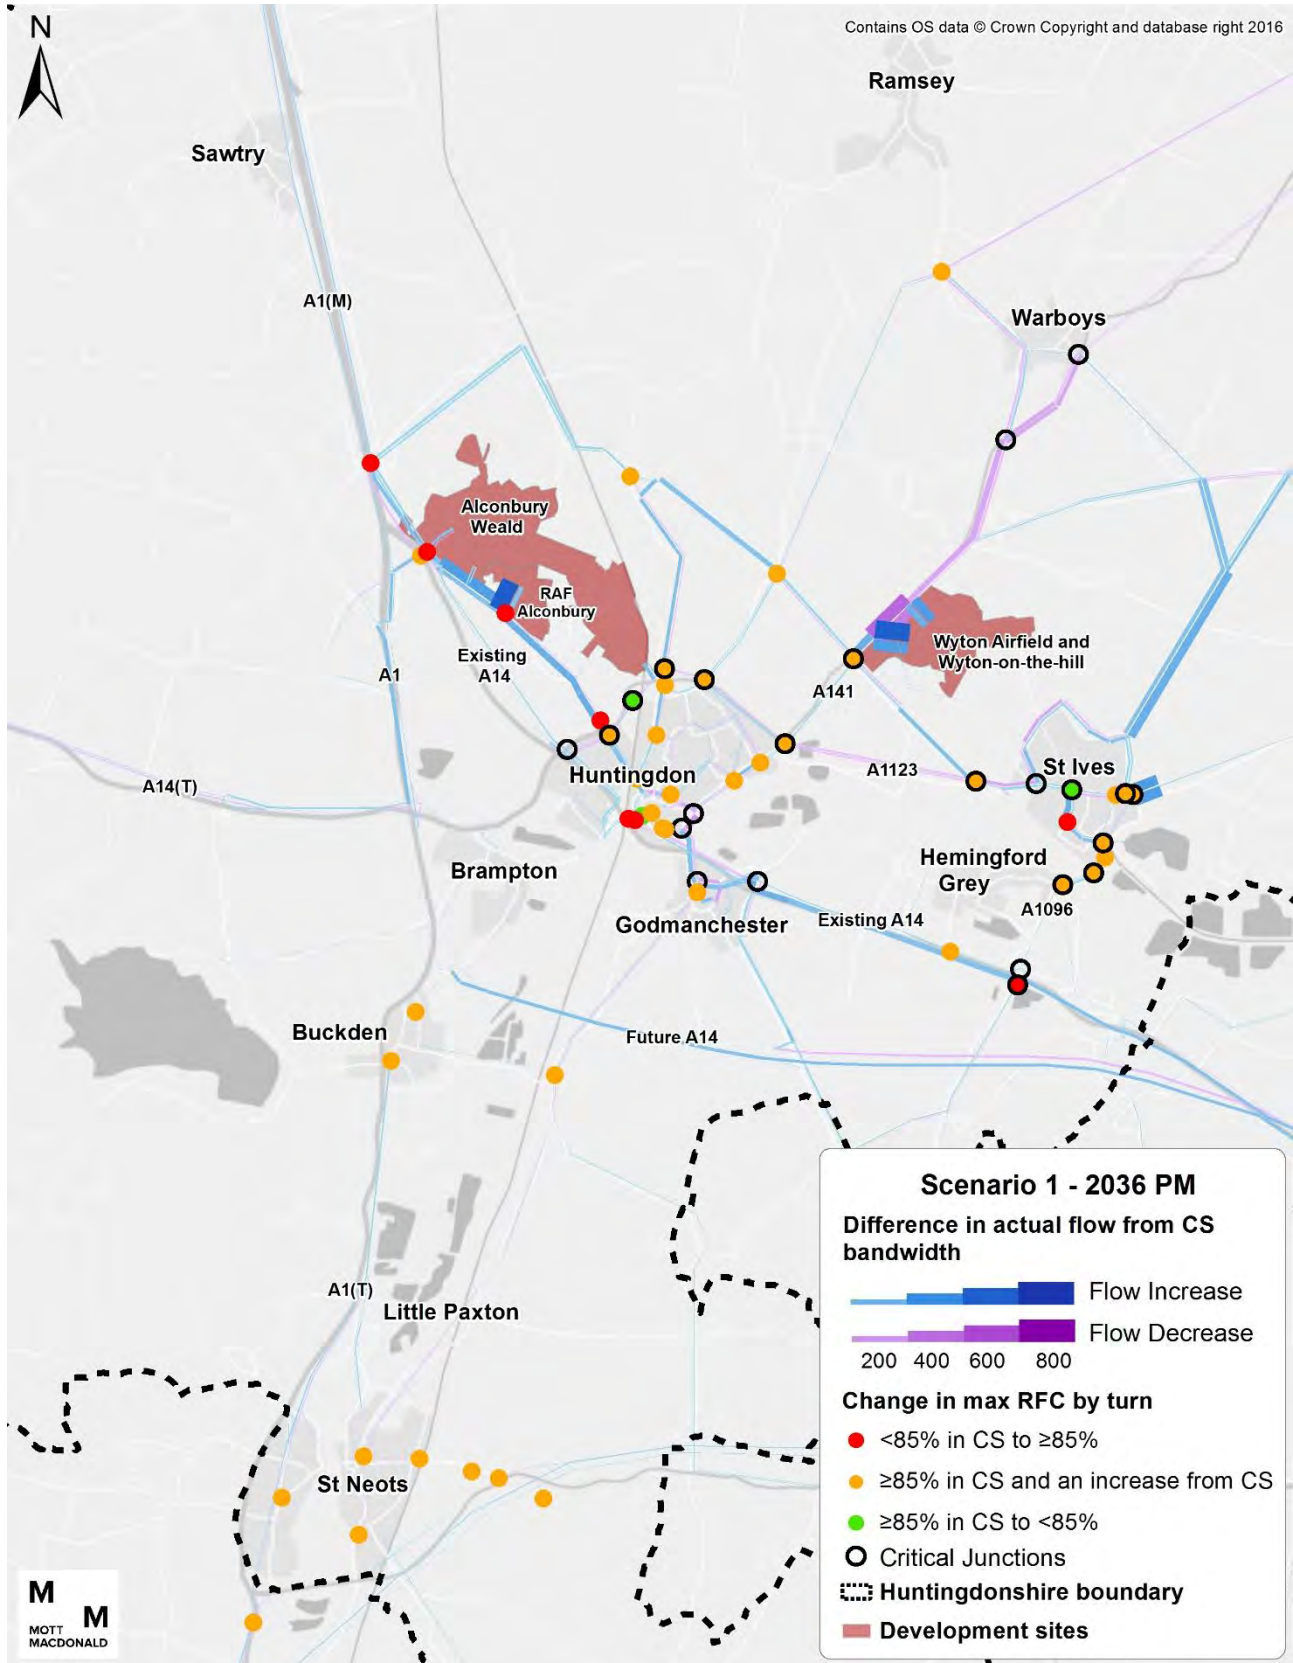 N
Contains OS data © Crown Copyright and database right 2016
Ramsey
Sawtry
A1(M)
Warboys
Alconbury
Weald
RAF
Alconbury
Existing
A14
A1
Wyton Airfield and
Wyton-on-the-hill
A141
A14(T)
Huntingdon
A1123
St Ives
Brampton
Hemingford
Grey
A1096
Godmanchester
Existing A14
Buckden
Future A14
A1(T)
Little Paxton
St Neots
Scenario 1 - 2036 PM
Difference in actual flow from CS
bandwidth
Flow Increase
Flow Decrease
200 400 600 800
Change in max RFC by turn
<85% in CS to ≥85%
≥85% in CS and an increase from CS
≥85% in CS to <85%
Critical Junctions
Huntingdonshire boundary
Development sites
M
M
MOTT
MACDONALD